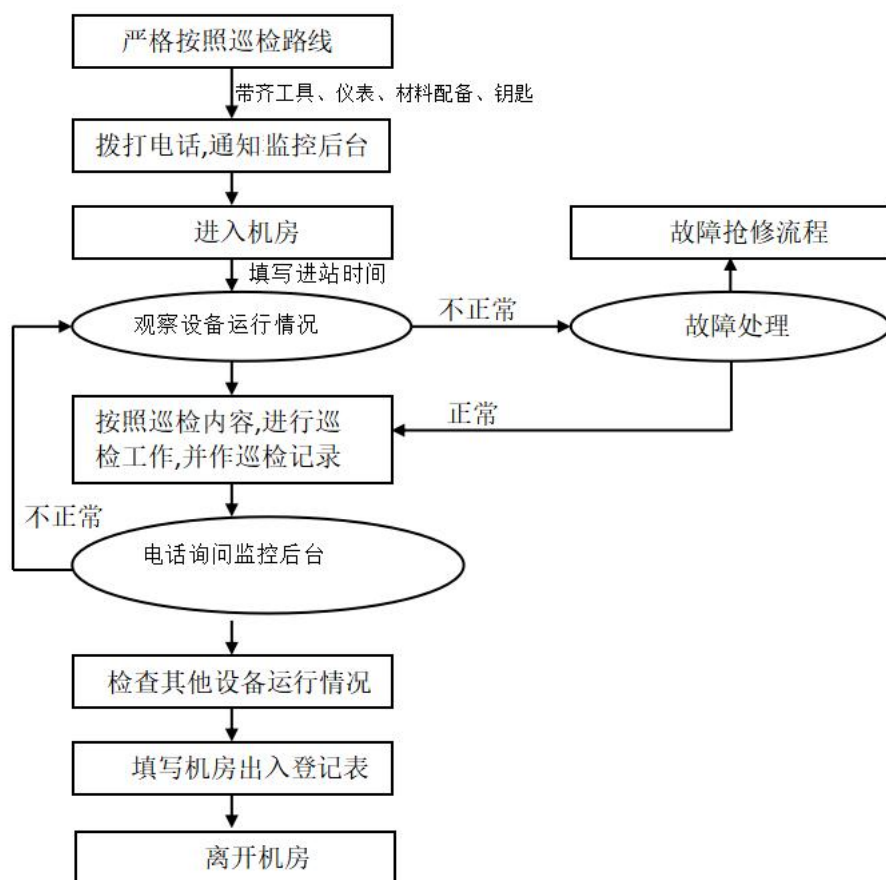 严格按照巡检路线
带齐工具、仪表、材料配备、钥匙
拨打电话,通知监控后台
进入机房
故障抢修流程
填写进站时间
观察设备运行情况
不正常
故障处理
按照巡检内容,进行巡
检工作,并作巡检记录
正常
不正常
电话询问监控后台
检查其他设备运行情况
填写机房出入登记表
离开机房